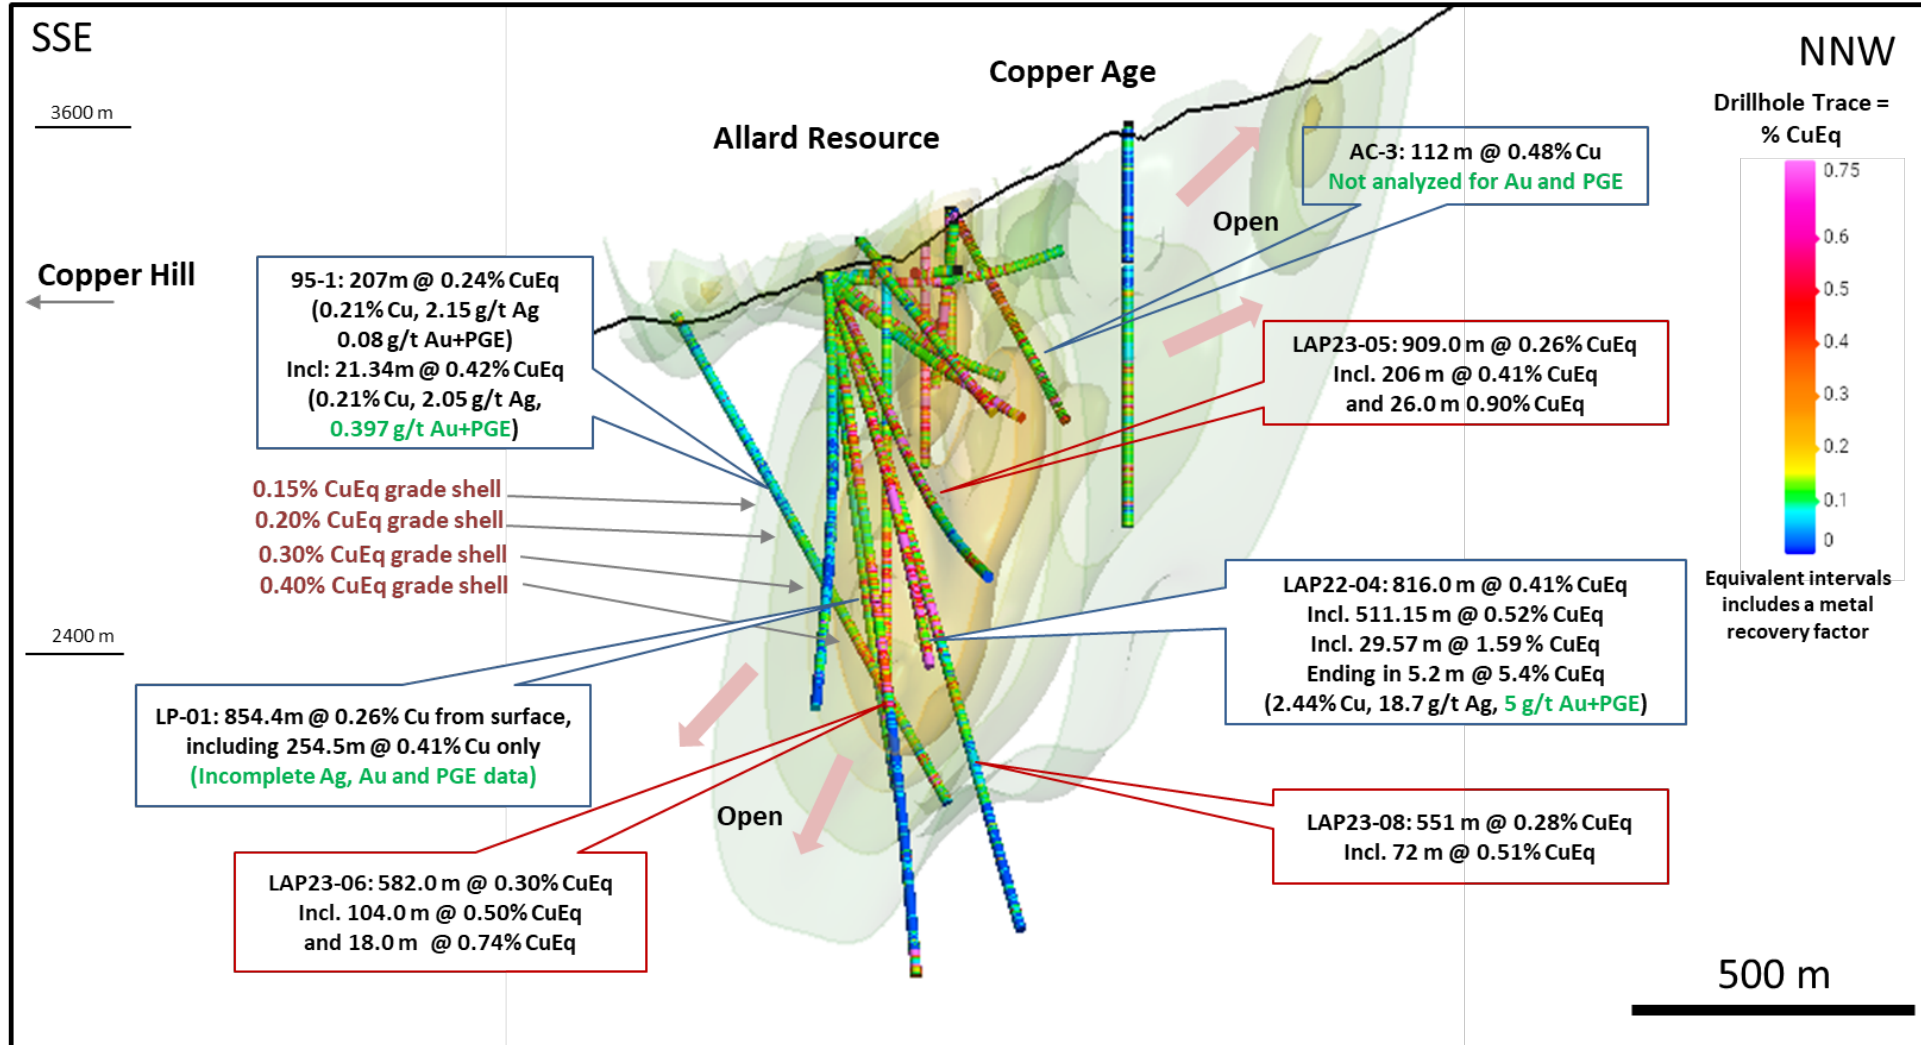 SSE
NNW
Copper Age
3600 m
Drillhole Trace =
% CuEq
Allard Resource
AC-3: 112 m @ 0.48% Cu
Not analyzed for Au and PGE
0.75
0.6
0.5
0.4
0.3
0.2
0.1
0
Equivalent intervals
includes a metal
recovery factor
Open
Copper Hill
95-1: 207m @ 0.24% CuEq
(0.21% Cu, 2.15 g/t Ag
0.08 g/t Au+PGE)
Incl: 21.34m @ 0.42% CuEq
(0.21% Cu, 2.05 g/t Ag,
0.397 g/t Au+PGE)
LAP23-05: 909.0 m @ 0.26% CuEq
Incl. 206 m @ 0.41% CuEq
and 26.0 m 0.90% CuEq
0.15% CuEq grade shell
0.20% CuEq grade shell
0.30% CuEq grade shell
0.40% CuEq grade shell
2400 m
LAP22-04: 816.0 m @ 0.41% CuEq
Incl. 511.15 m @ 0.52% CuEq
Incl. 29.57 m @ 1.59 % CuEq
Ending in 5.2 m @ 5.4% CuEq
(2.44% Cu, 18.7 g/t Ag, 5 g/t Au+PGE)
LP-01: 854.4m @ 0.26% Cu from surface,
including 254.5m @ 0.41% Cu only
(Incomplete Ag, Au and PGE data)
Open
LAP23-08: 551 m @ 0.28% CuEq
Incl. 72 m @ 0.51% CuEq
LAP23-06: 582.0 m @ 0.30% CuEq
Incl. 104.0 m @ 0.50% CuEq
and 18.0 m @ 0.74% CuEq
500 m